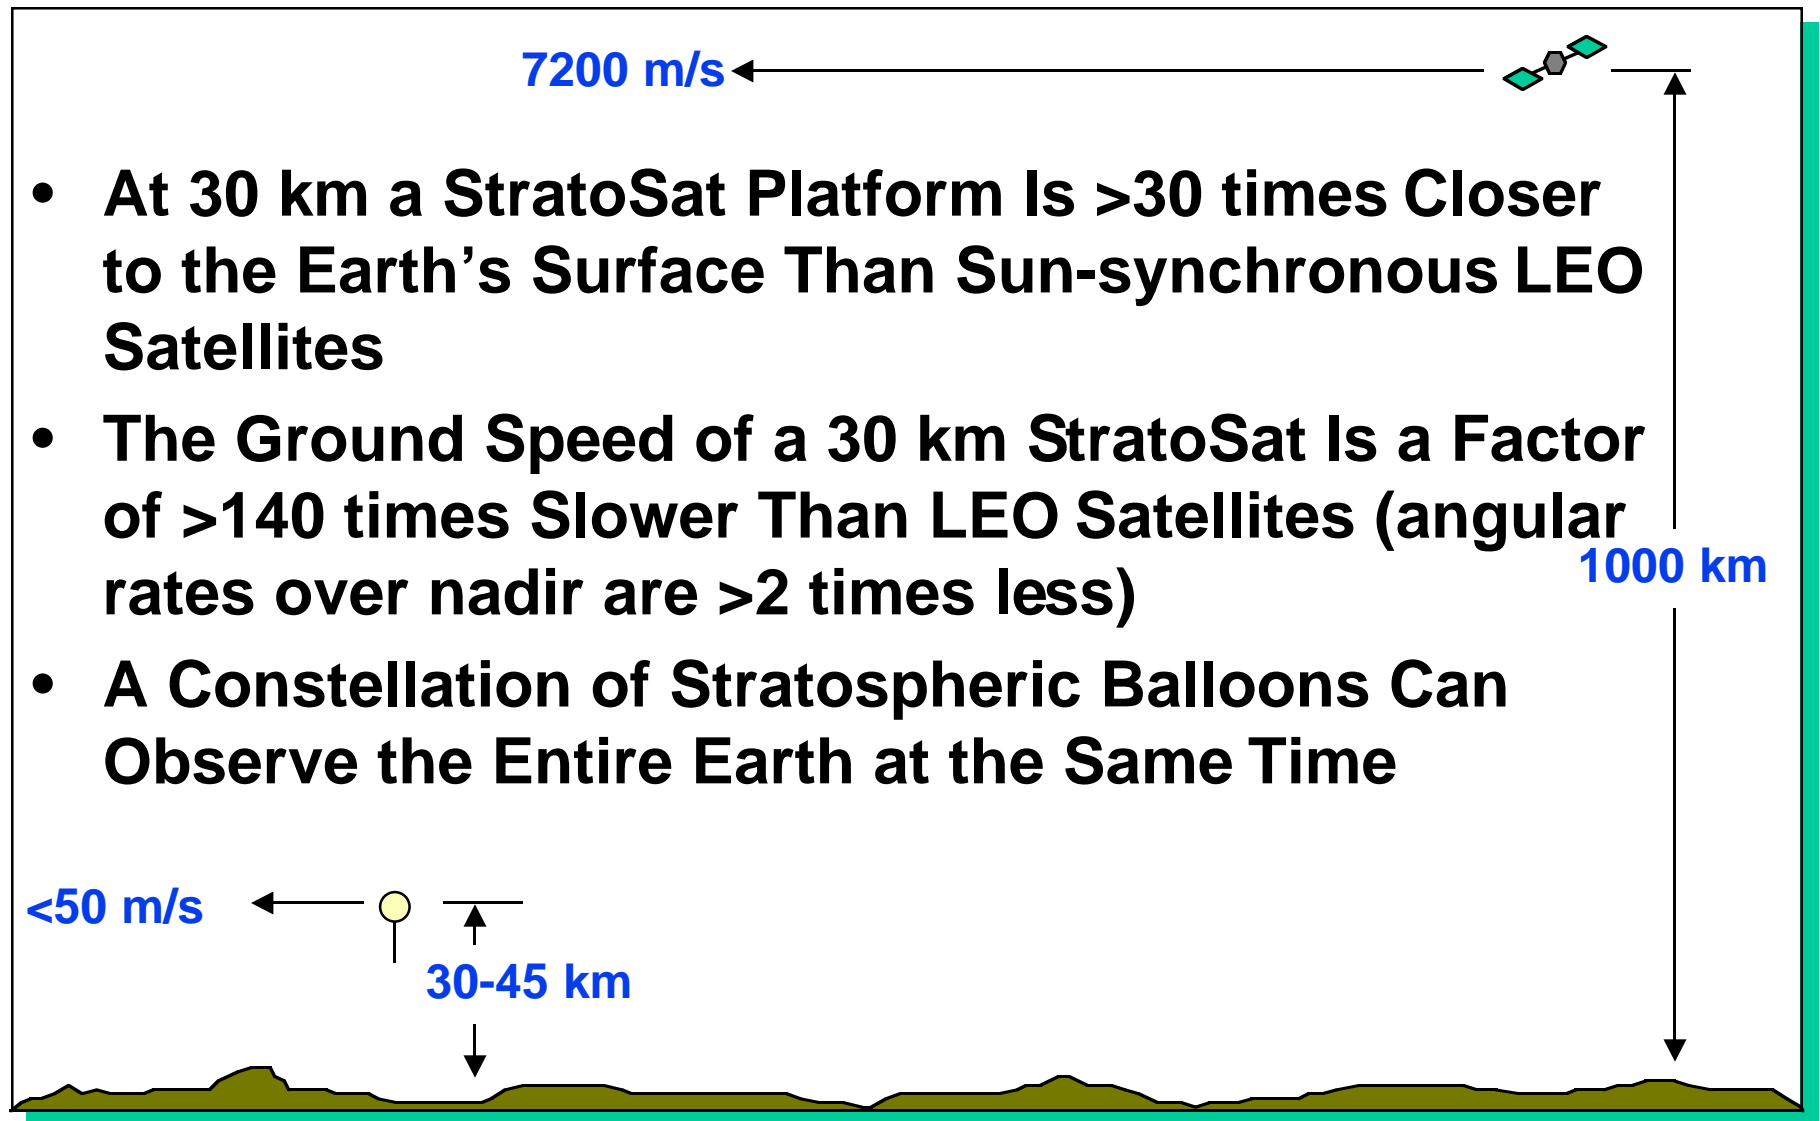 7200 m/s
• At 30 km a StratoSat Platform Is >30 times Closer
to the Earth’s Surface Than Sun-synchronous LEO
Satellites
• The Ground Speed of a 30 km StratoSat Is a Factor
of >140 times Slower Than LEO Satellites (angular
rates over nadir are >2 times less)
1000 km
• A Constellation of Stratospheric Balloons Can
Observe the Entire Earth at the Same Time
<50 m/s
30-45 km